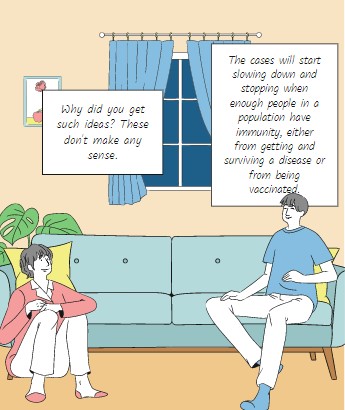 Why did you get
such ideas? These
don't make any
sense.
The cases will start
slowing down and
stopping when
enough people in a
population have
immunity, either
from getting and
surviving a disease or
from being
vaccinated.